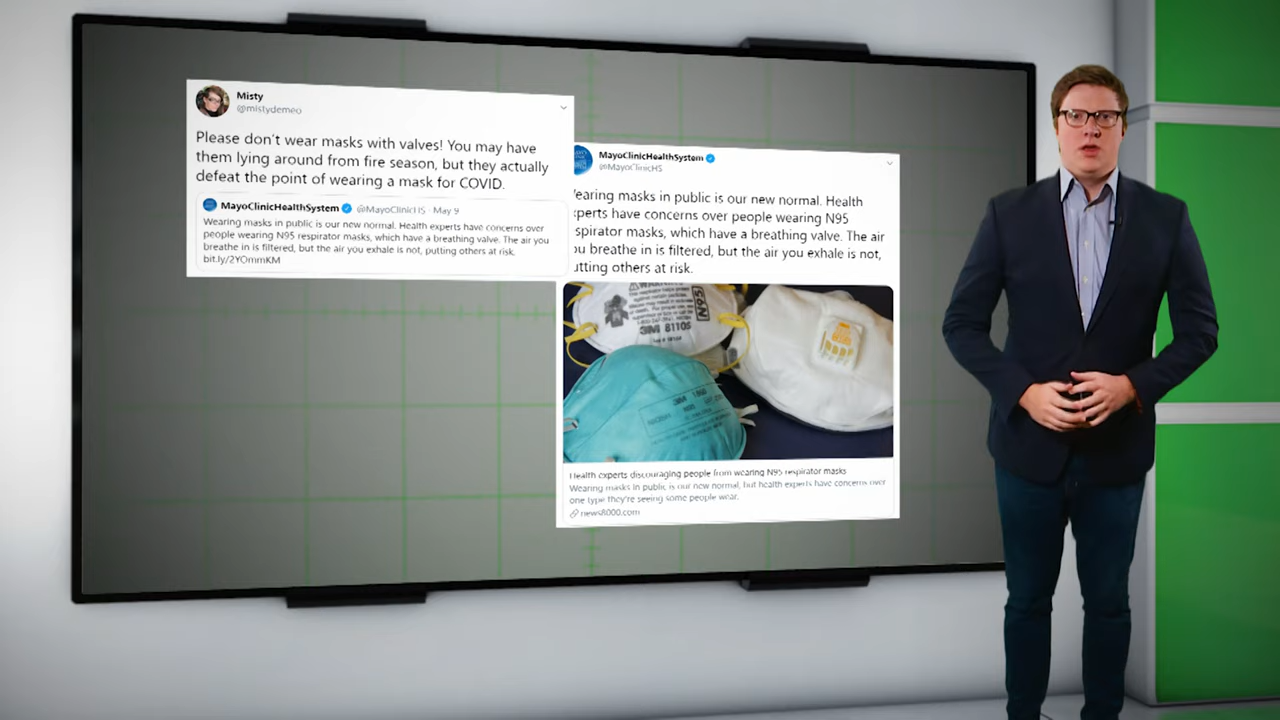 Misty
@mistydemeo
Please don't wear masks with valves! You may have
them lying around from fire season, but they actually
defeat the point of wearing a mask for COVID.
MayoClinicHealthSystem @MayoClinicHS · May 9
Wearing masks in public is our new normal. Health experts have concerns over
people wearing N95 respirator masks, which have a breathing valve. The air you
breathe in is filtered, but the air you exhale is not, putting others at risk.
bit.ly/2YOmmKM
MayoClinicHealthSystem
@MayoClinicHS
earing masks in public is our new normal. Health
perts have concerns over people wearing N95
spirator masks, which have a breathing valve. The air
ou breathe in is filtered, but the air you exhale is not,
utting others at risk.
N95
3M 8110S
3M
Health experts discouraging people from wearing N95 respirator masks
Wearing masks in public is our new normal, but health experts have concerns over
one type they're seeing some people wear.
news8000.com